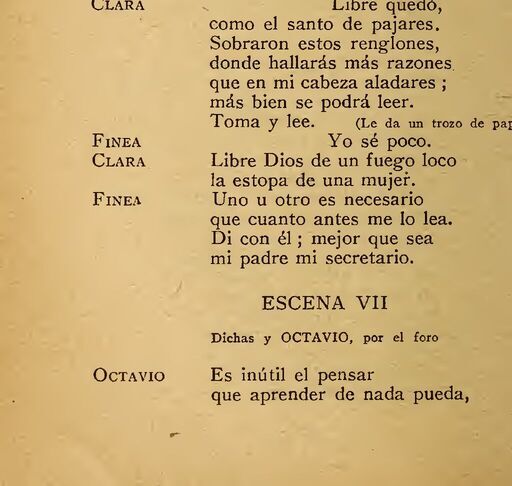 CLARA Libre quedó,
como el santo de pajares.
Sobraron estos renglones,
donde hallarás más razones
que en mi cabeza aladares ;
más bien se podrá leer.
Toma y lee. (Le da un trozo de pap
FINEA Yo sé poco.
CLARA Libre Dios de un fuego loco
la estopa de una mujer.
FINEA Uno u otro es necesario
que cuanto antes me lo lea.
Di con él ; mejor que sea
mi padre mi secretario.
ESCENA VII
Dichas y OCTAVIO, por el foro
OCTAVIO Es inútil el pensar
que aprender de nada pueda,